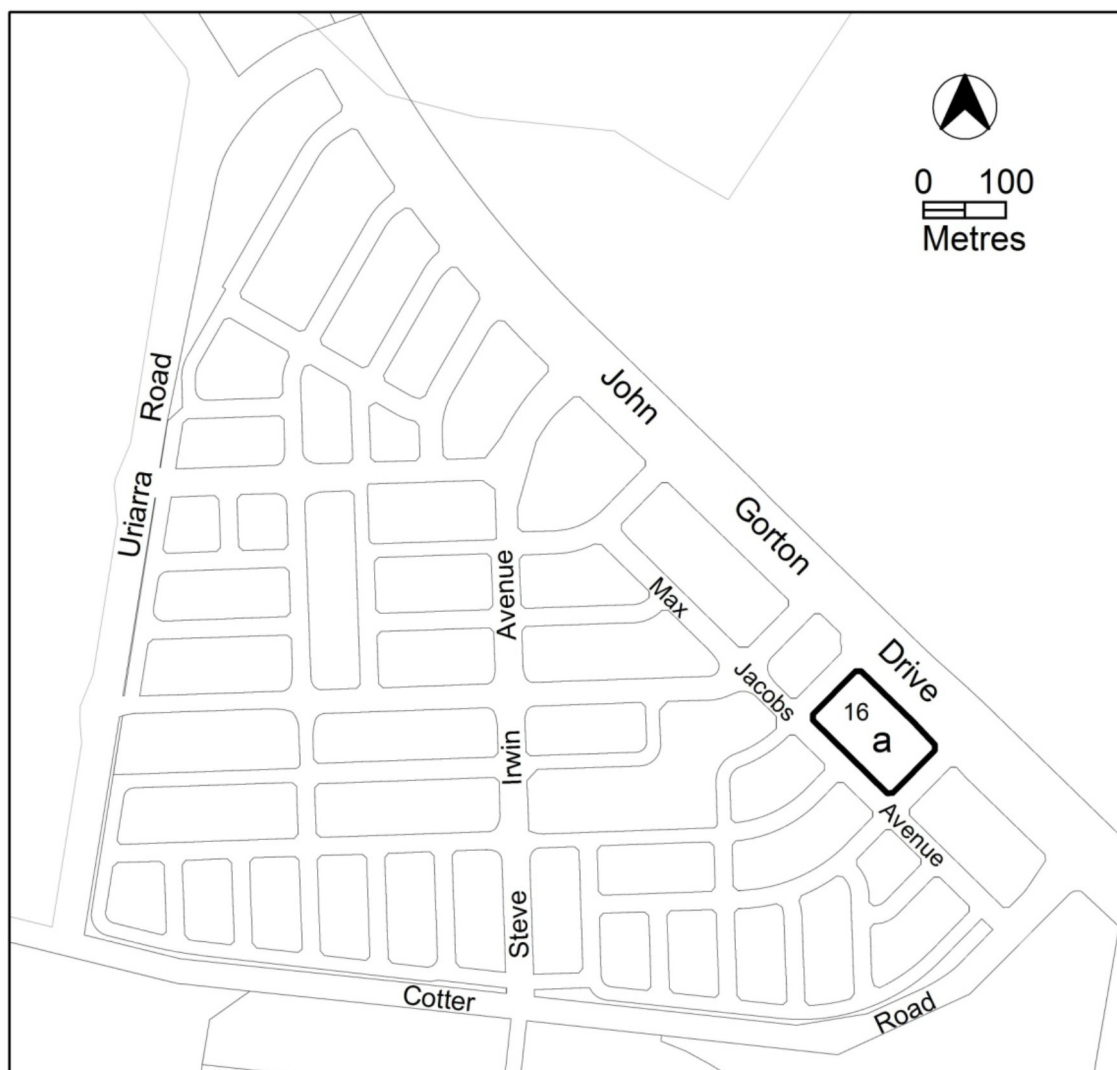 0 100
Metres
John
Gorton
Drive
Uriarra
Road
Max
Jacobs
Avenue
16
a
Steve
Irwin
Avenue
Cotter
Road